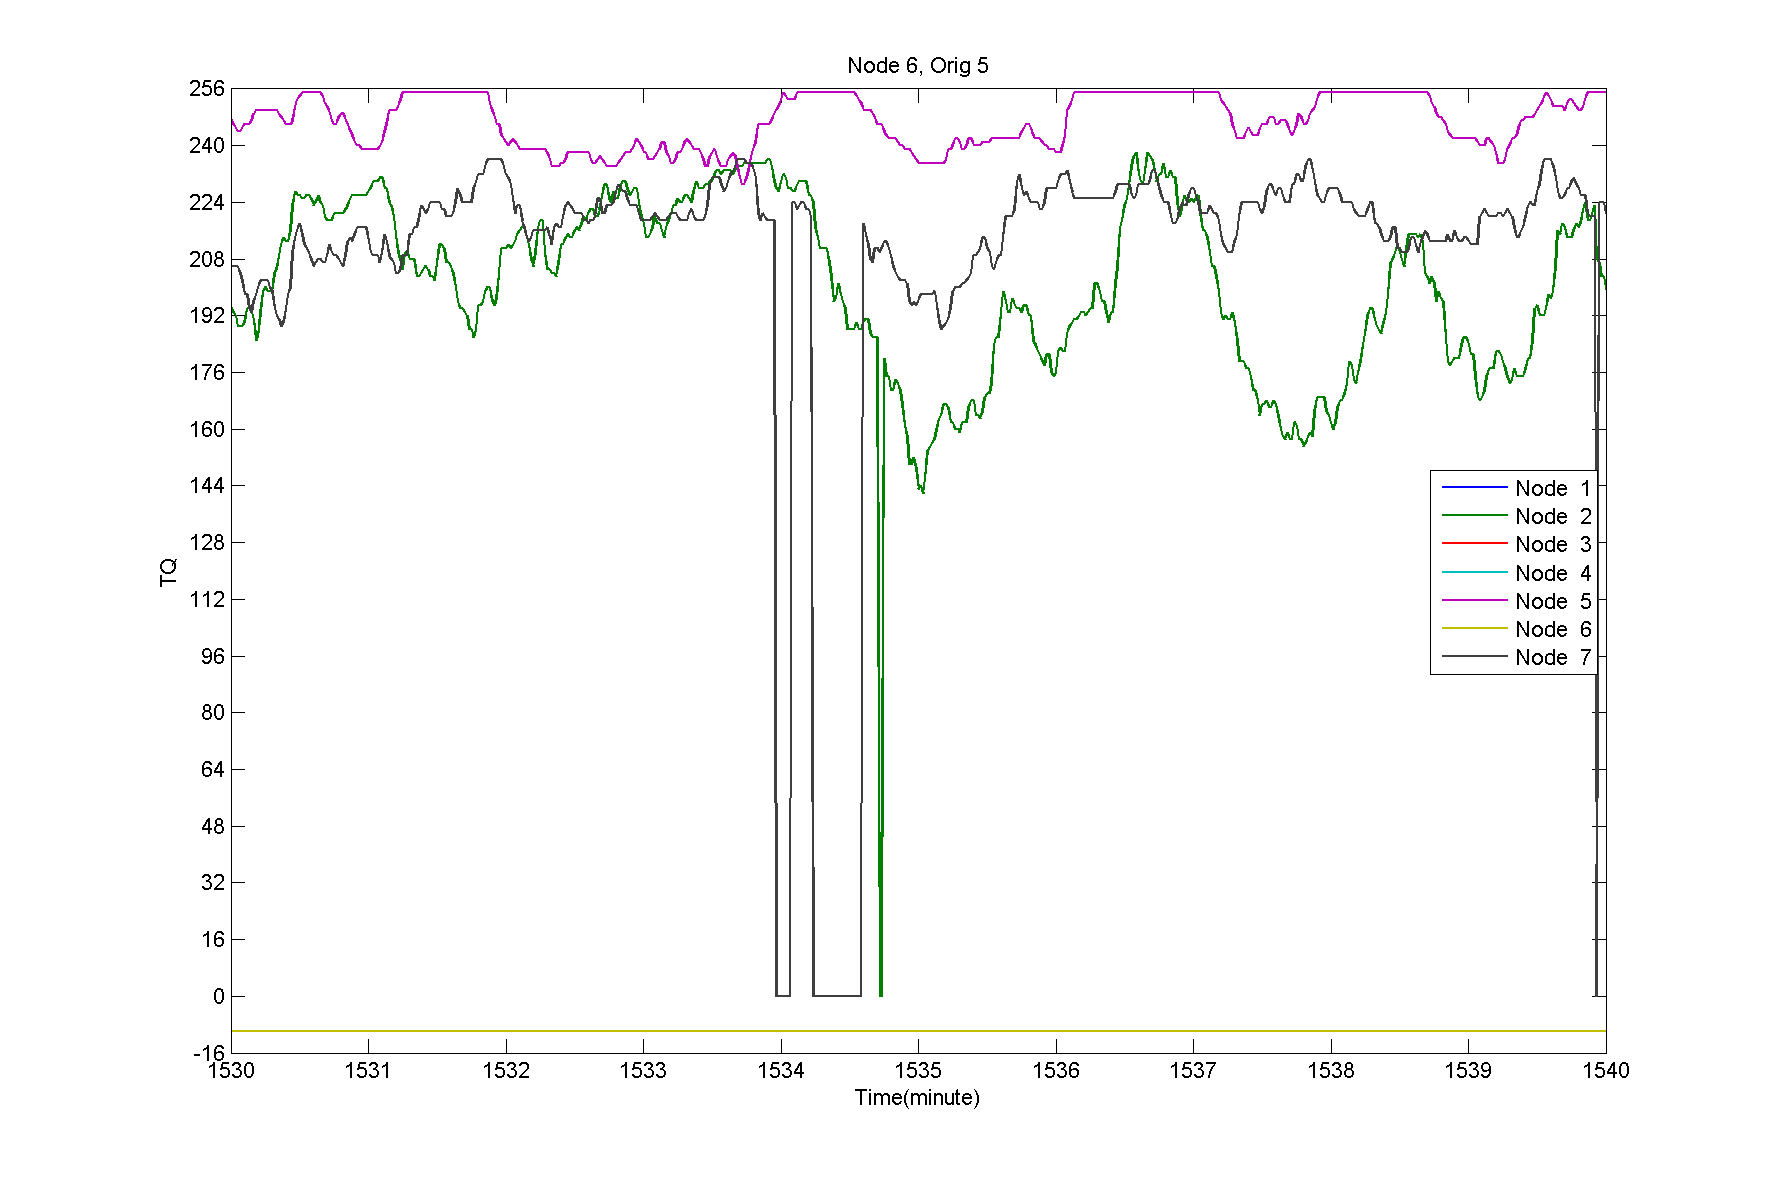 Node 6, Orig 5
256
240
224
208
192
176
160
144
128
112
96
80
64
48
32
16
0
-16
TQ
Node 1
Node 2
Node 3
Node 4
Node 5
Node 6
Node 7
1530 1531 1532 1533 1534 1535 1536 1537 1538 1539 1540
Time(minute)